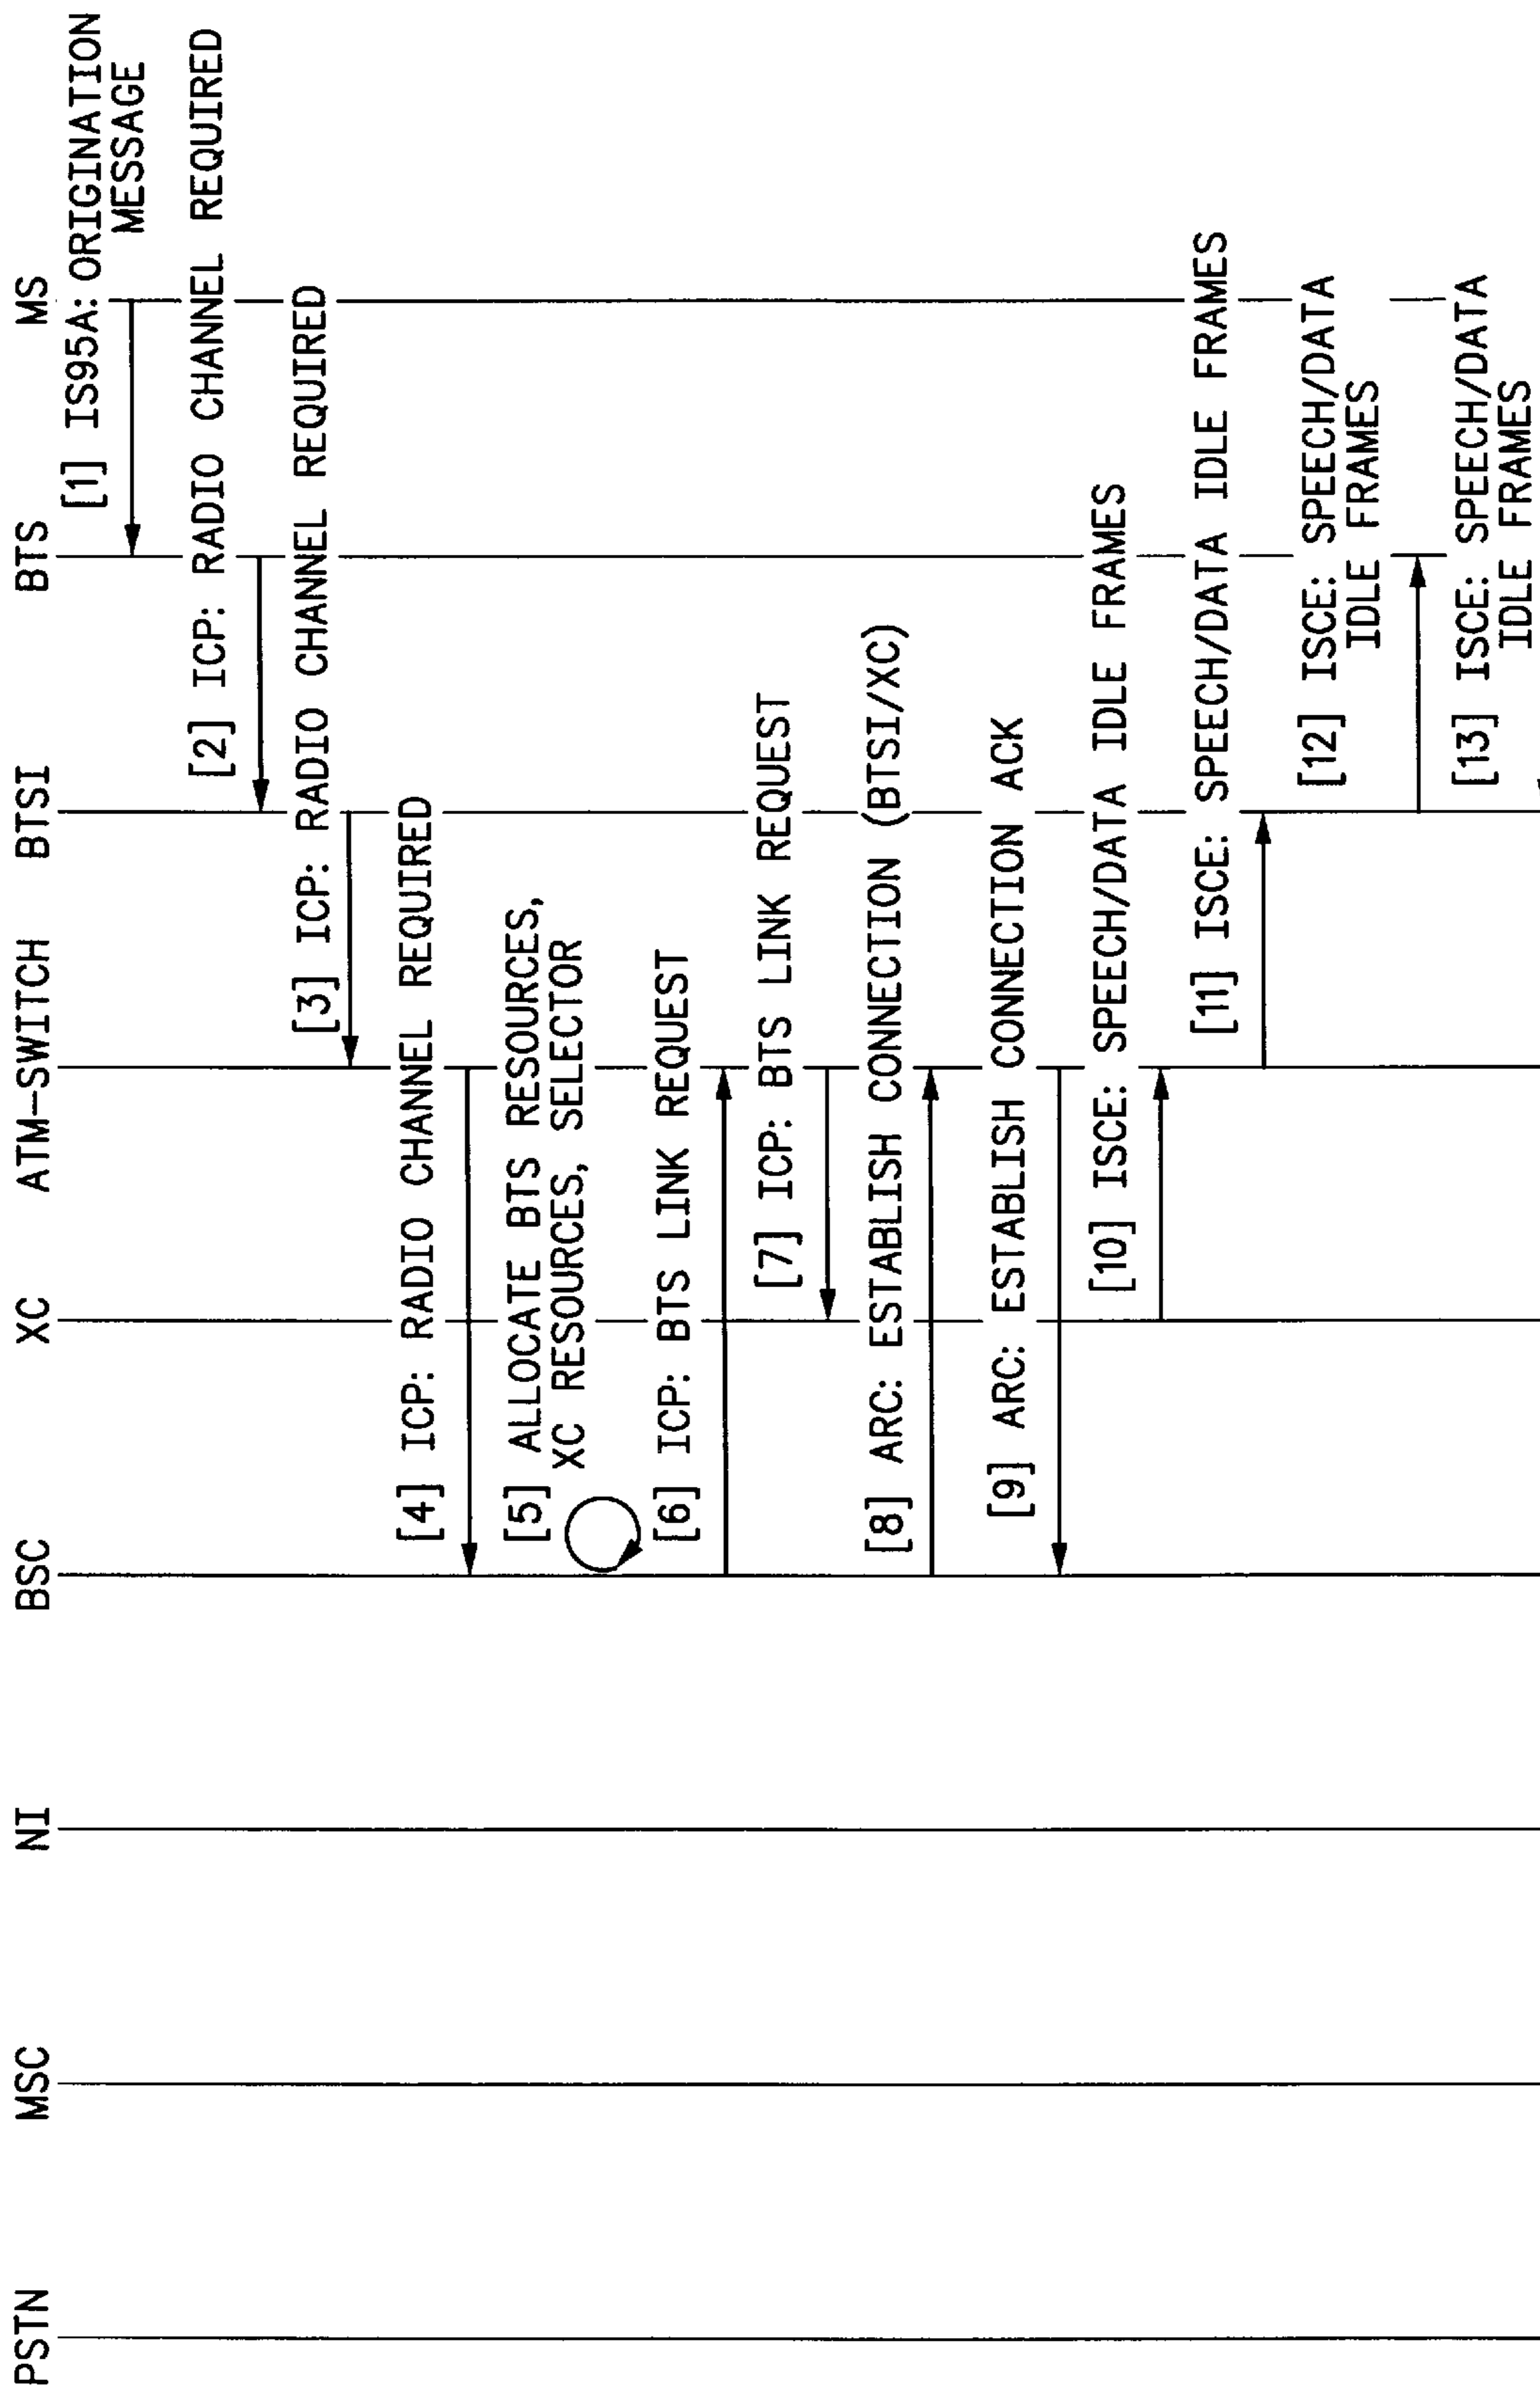 PSTN
MSC
NI
BSC
XC
ATM-SWITCH
BTSI
BTS
MS
[1] IS95A: ORIGINATION
MESSAGE
[2] ICP: RADIO CHANNEL REQUIRED
[3] ICP: RADIO CHANNEL REQUIRED
[4] ICP: RADIO CHANNEL REQUIRED
[5] ALLOCATE BTS RESOURCES,
XC RESOURCES, SELECTOR
[6] ICP: BTS LINK REQUEST
[7] ICP: BTS LINK REQUEST
[8] ARC: ESTABLISH CONNECTION (BTSI/XC)
[9] ARC: ESTABLISH CONNECTION ACK
[10] ISCE: SPEECH/DATA IDLE FRAMES
[11] ISCE: SPEECH/DATA IDLE FRAMES
[12] ISCE: SPEECH/DATA
IDLE FRAMES
[13] ISCE: SPEECH/DATA
IDLE FRAMES